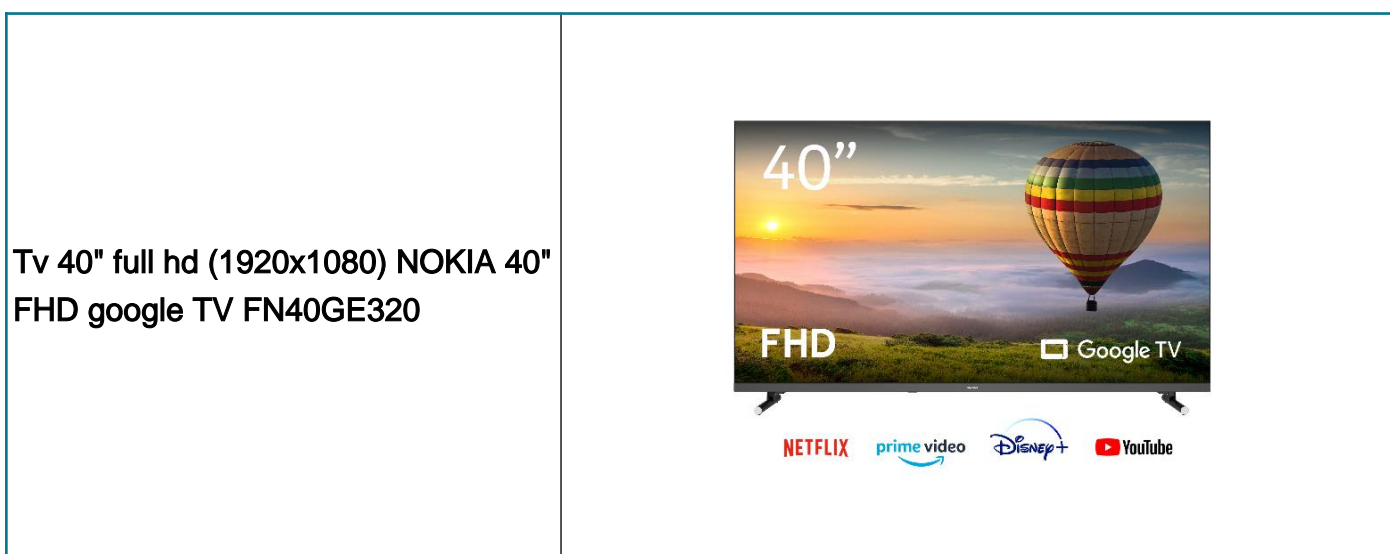 Tv 40" full hd (1920x1080) NOKIA 40"
FHD google TV FN40GE320
40”
FHD
Google TV
NETFLIX
prime video
Disney+
YouTube